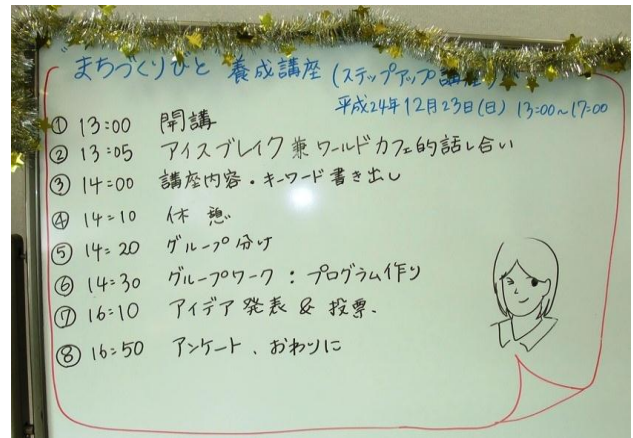 "まちづくりびと"養成講座(ステップアップ講座)
平成24年12月23日(日) 13:00~17:00
① 13:00 開講
② 13:05 アイスブレイク兼ワールドカフェ的話し合い
③ 14:00 講座内容・キーワード書き出し
④ 14:10 休憩
⑤ 14:20 グループ分け
⑥ 14:30 グループワーク:プログラム作り
⑦ 16:10 アイデア発表&投票.
⑧ 16:50 アンケート、おわりに